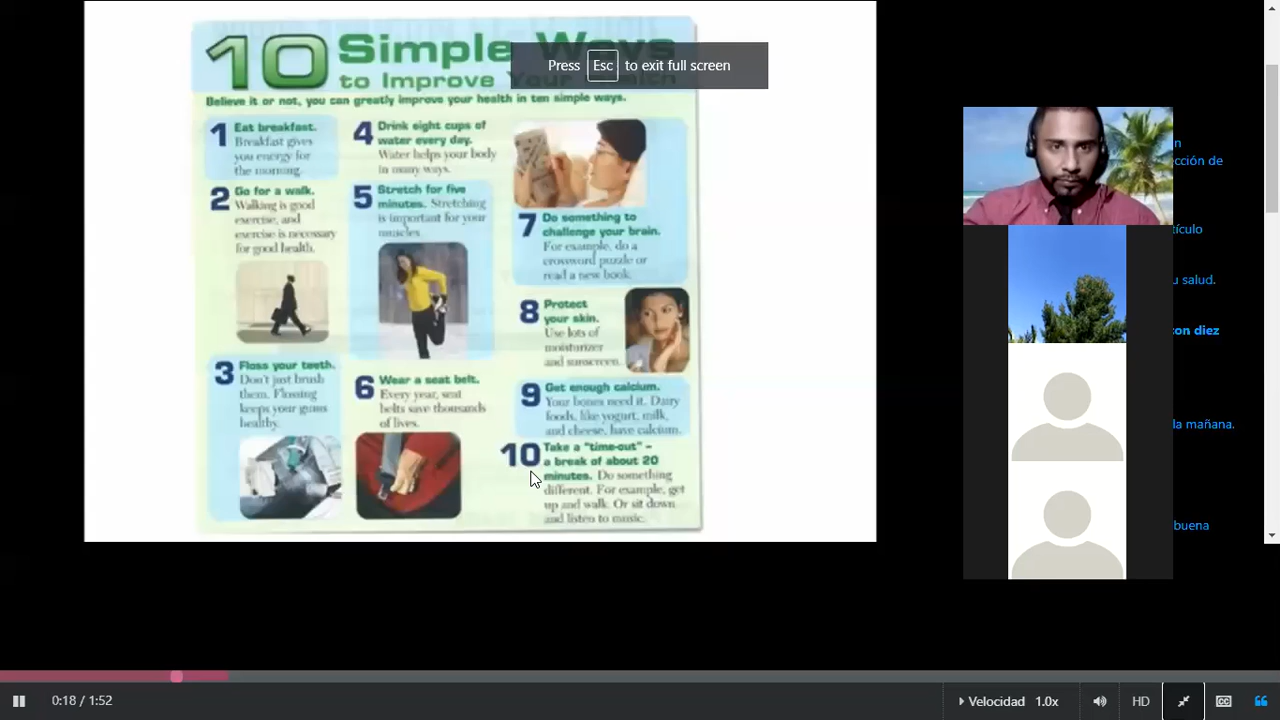 10 Simple Ways
to Improve Your Health
Believe it or not, you can greatly improve your health in ten simple ways.
1 Eat breakfast.
Breakfast gives
you energy for
the morning.
2 Go for a walk.
Walking is good
exercise, and
exercise is necessary
for good health.
3 Floss your teeth.
Don't just brush
them. Flossing
keeps your gums
healthy.
4 Drink eight cups of
water every day.
Water helps your body
in many ways.
5 Stretch for five
minutes. Stretching
is important for your
muscles.
6 Wear a seat belt.
Every year, seat
belts save thousands
of lives.
7 Do something to
challenge your brain.
For example, do a
crossword puzzle or
read a new book.
8 Protect
your skin.
Use lots of
moisturizer
and sunscreen.
9 Get enough calcium.
Your bones need it. Dairy
foods, like yogurt, milk,
and cheese, have calcium.
10 Take a "time-out" –
a break of about 20
minutes. Do something
different. For example, get
up and walk. Or sit down
and listen to music.
Press Esc to exit full screen
n
cción de
tículo
u salud.
con diez
la mañana.
buena
0:18 / 1:52
Velocidad 1.0x
HD
CC